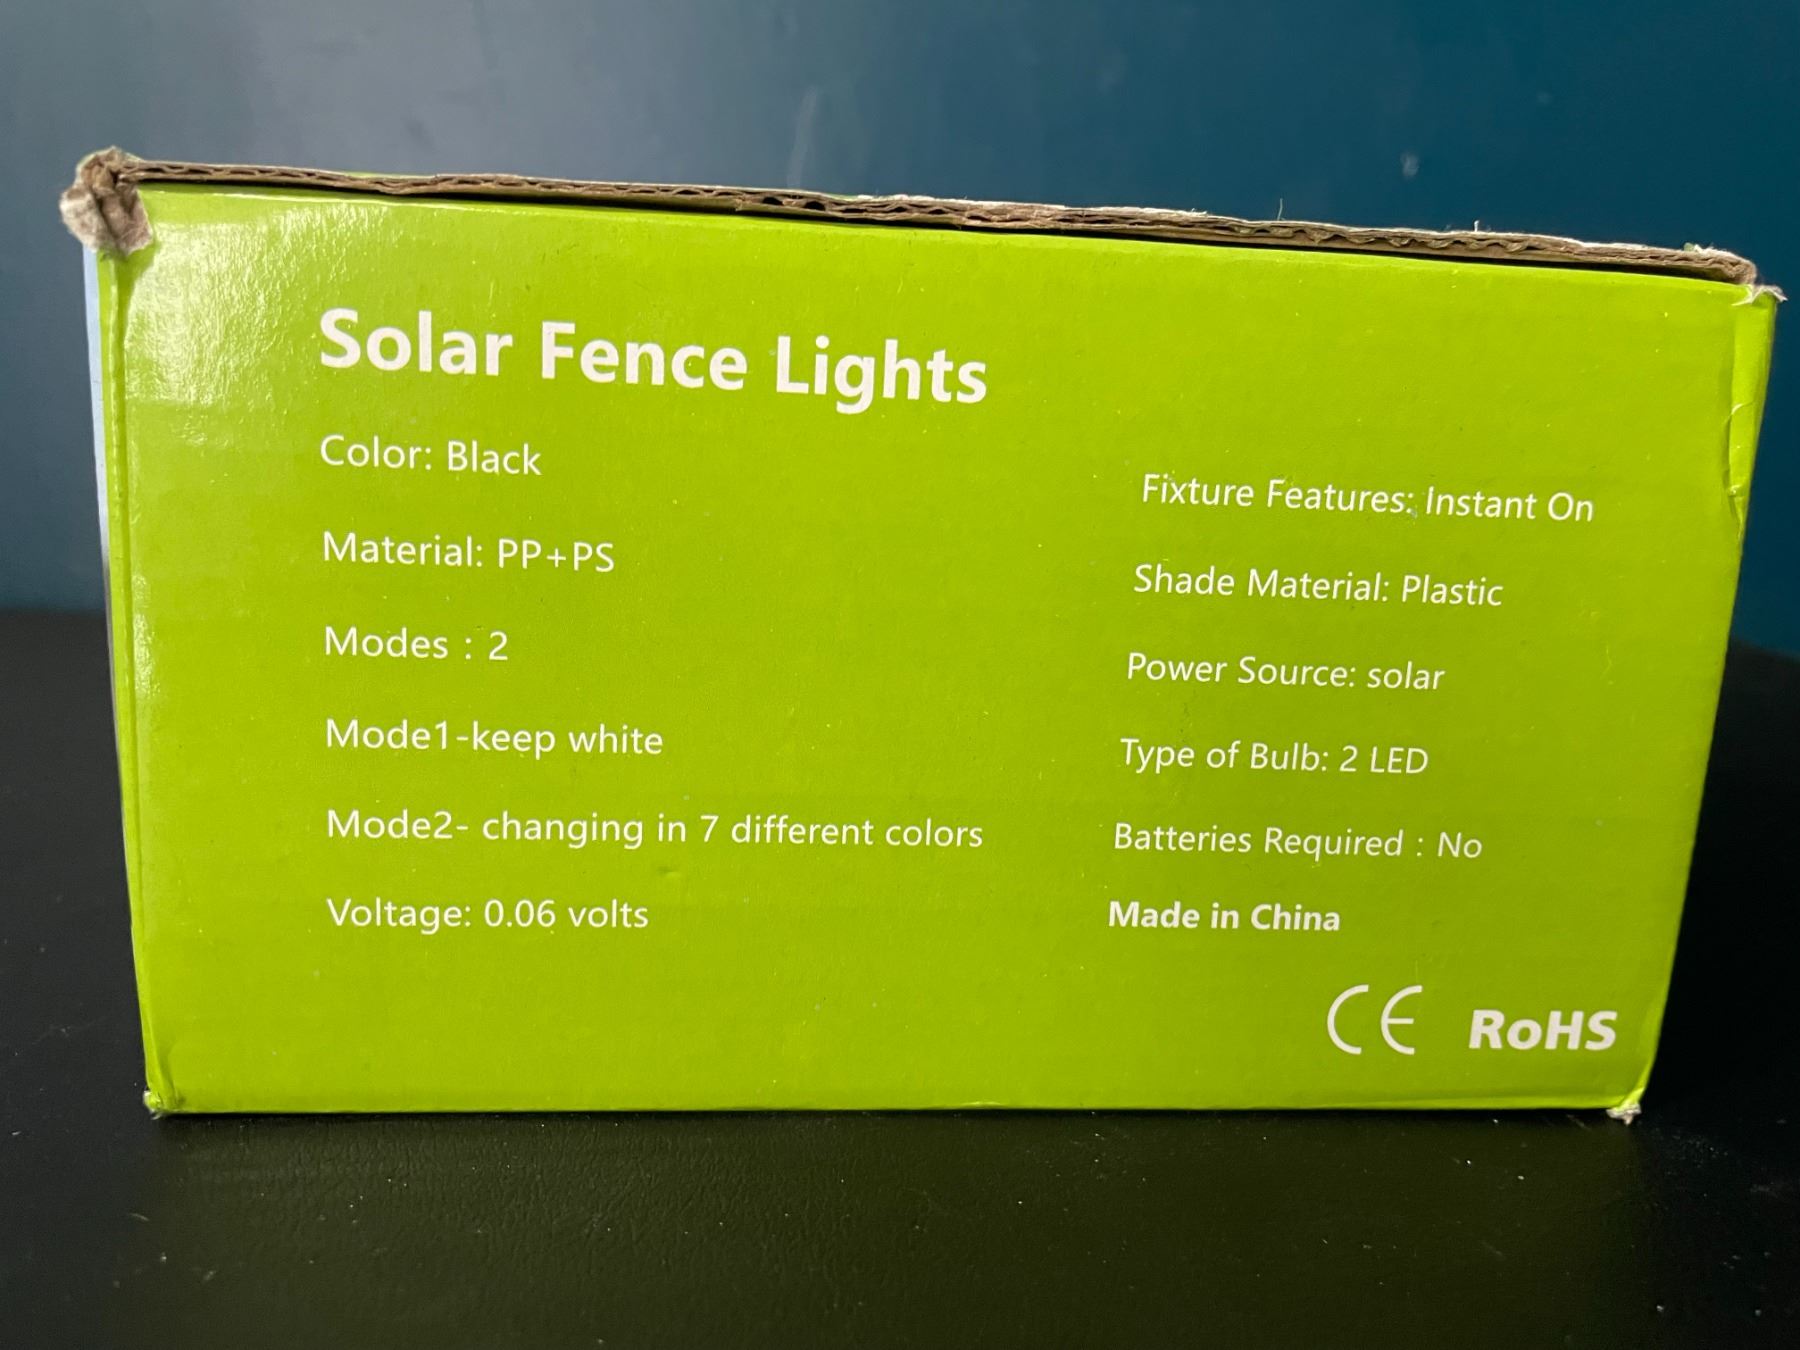 Solar Fence Lights
Color: Black
Material: PP+PS
Modes : 2
Mode1-keep white
Mode2- changing in 7 different colors
Voltage: 0.06 volts
Fixture Features: Instant On
Shade Material: Plastic
Power Source: solar
Type of Bulb: 2 LED
Batteries Required : No
Made in China
CE RoHS